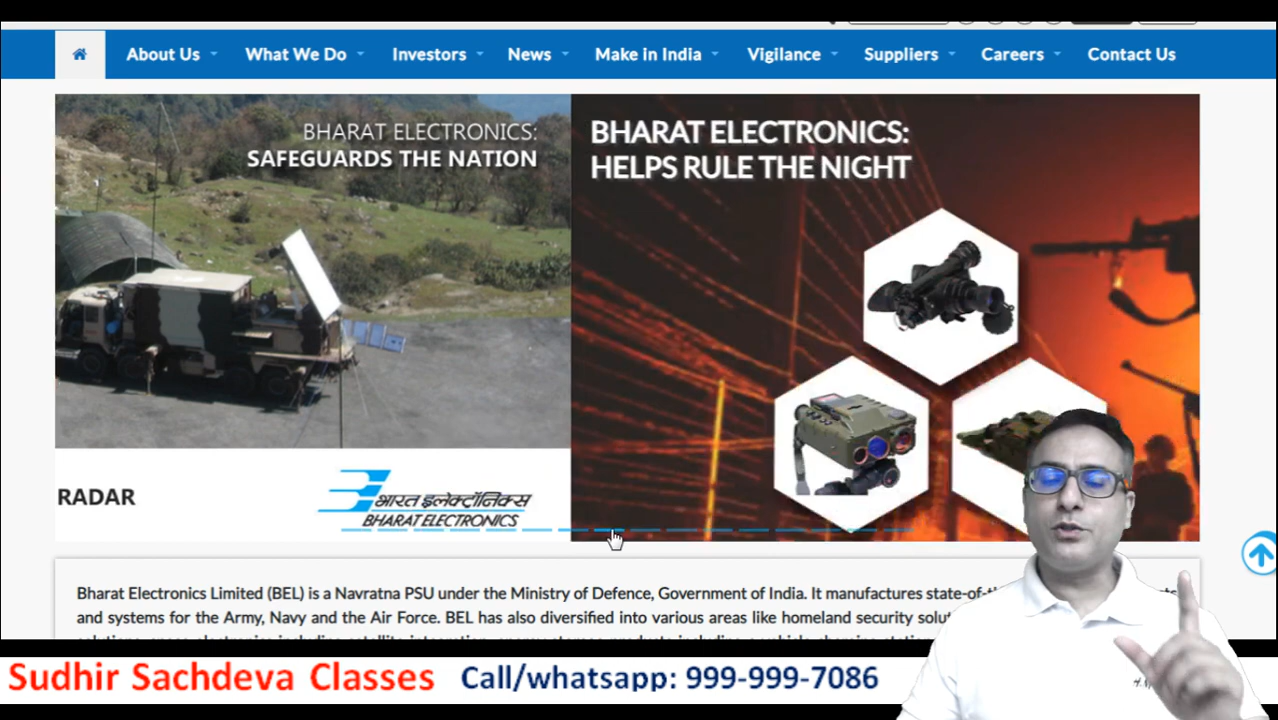 About Us
What We Do
Investors
News
Make in India
Vigilance
Suppliers
Careers
Contact Us
BHARAT ELECTRONICS:
SAFEGUARDS THE NATION
BHARAT ELECTRONICS:
HELPS RULE THE NIGHT
RADAR
भारत इलेक्ट्रॉनिक्स
BHARAT ELECTRONICS
Bharat Electronics Limited (BEL) is a Navratna PSU under the Ministry of Defence, Government of India. It manufactures
and systems for the Army, Navy and the Air Force. BEL has also diversified into various areas like homeland security
Sudhir Sachdeva Classes Call/whatsapp: 999-999-7086